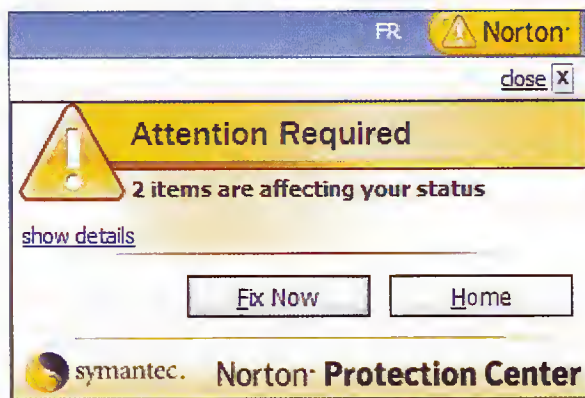 FR Norton·
close x
Attention Required
2 items are affecting your status
show details
Fix Now Home
symantec. Norton· Protection Center